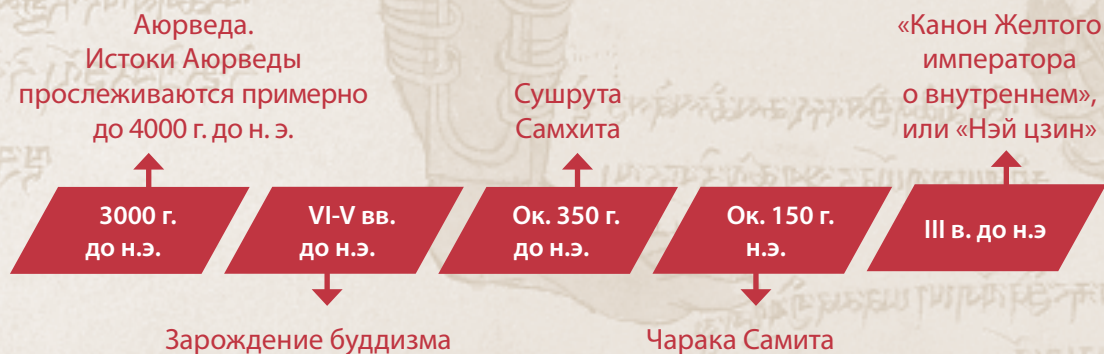 Аюрведа.
Истоки Аюрведы
прослеживаются примерно
до 4000 г. до н. э.
Сушрута
Самхита
«Канон Желтого
императора
о внутреннем»,
или «Нэй цзин»
3000 г.
до н.э.
VI-V вв.
до н.э.
Ок. 350 г.
до н.э.
Ок. 150 г.
н.э.
III в. до н.э
Зарождение буддизма
Чарака Самита